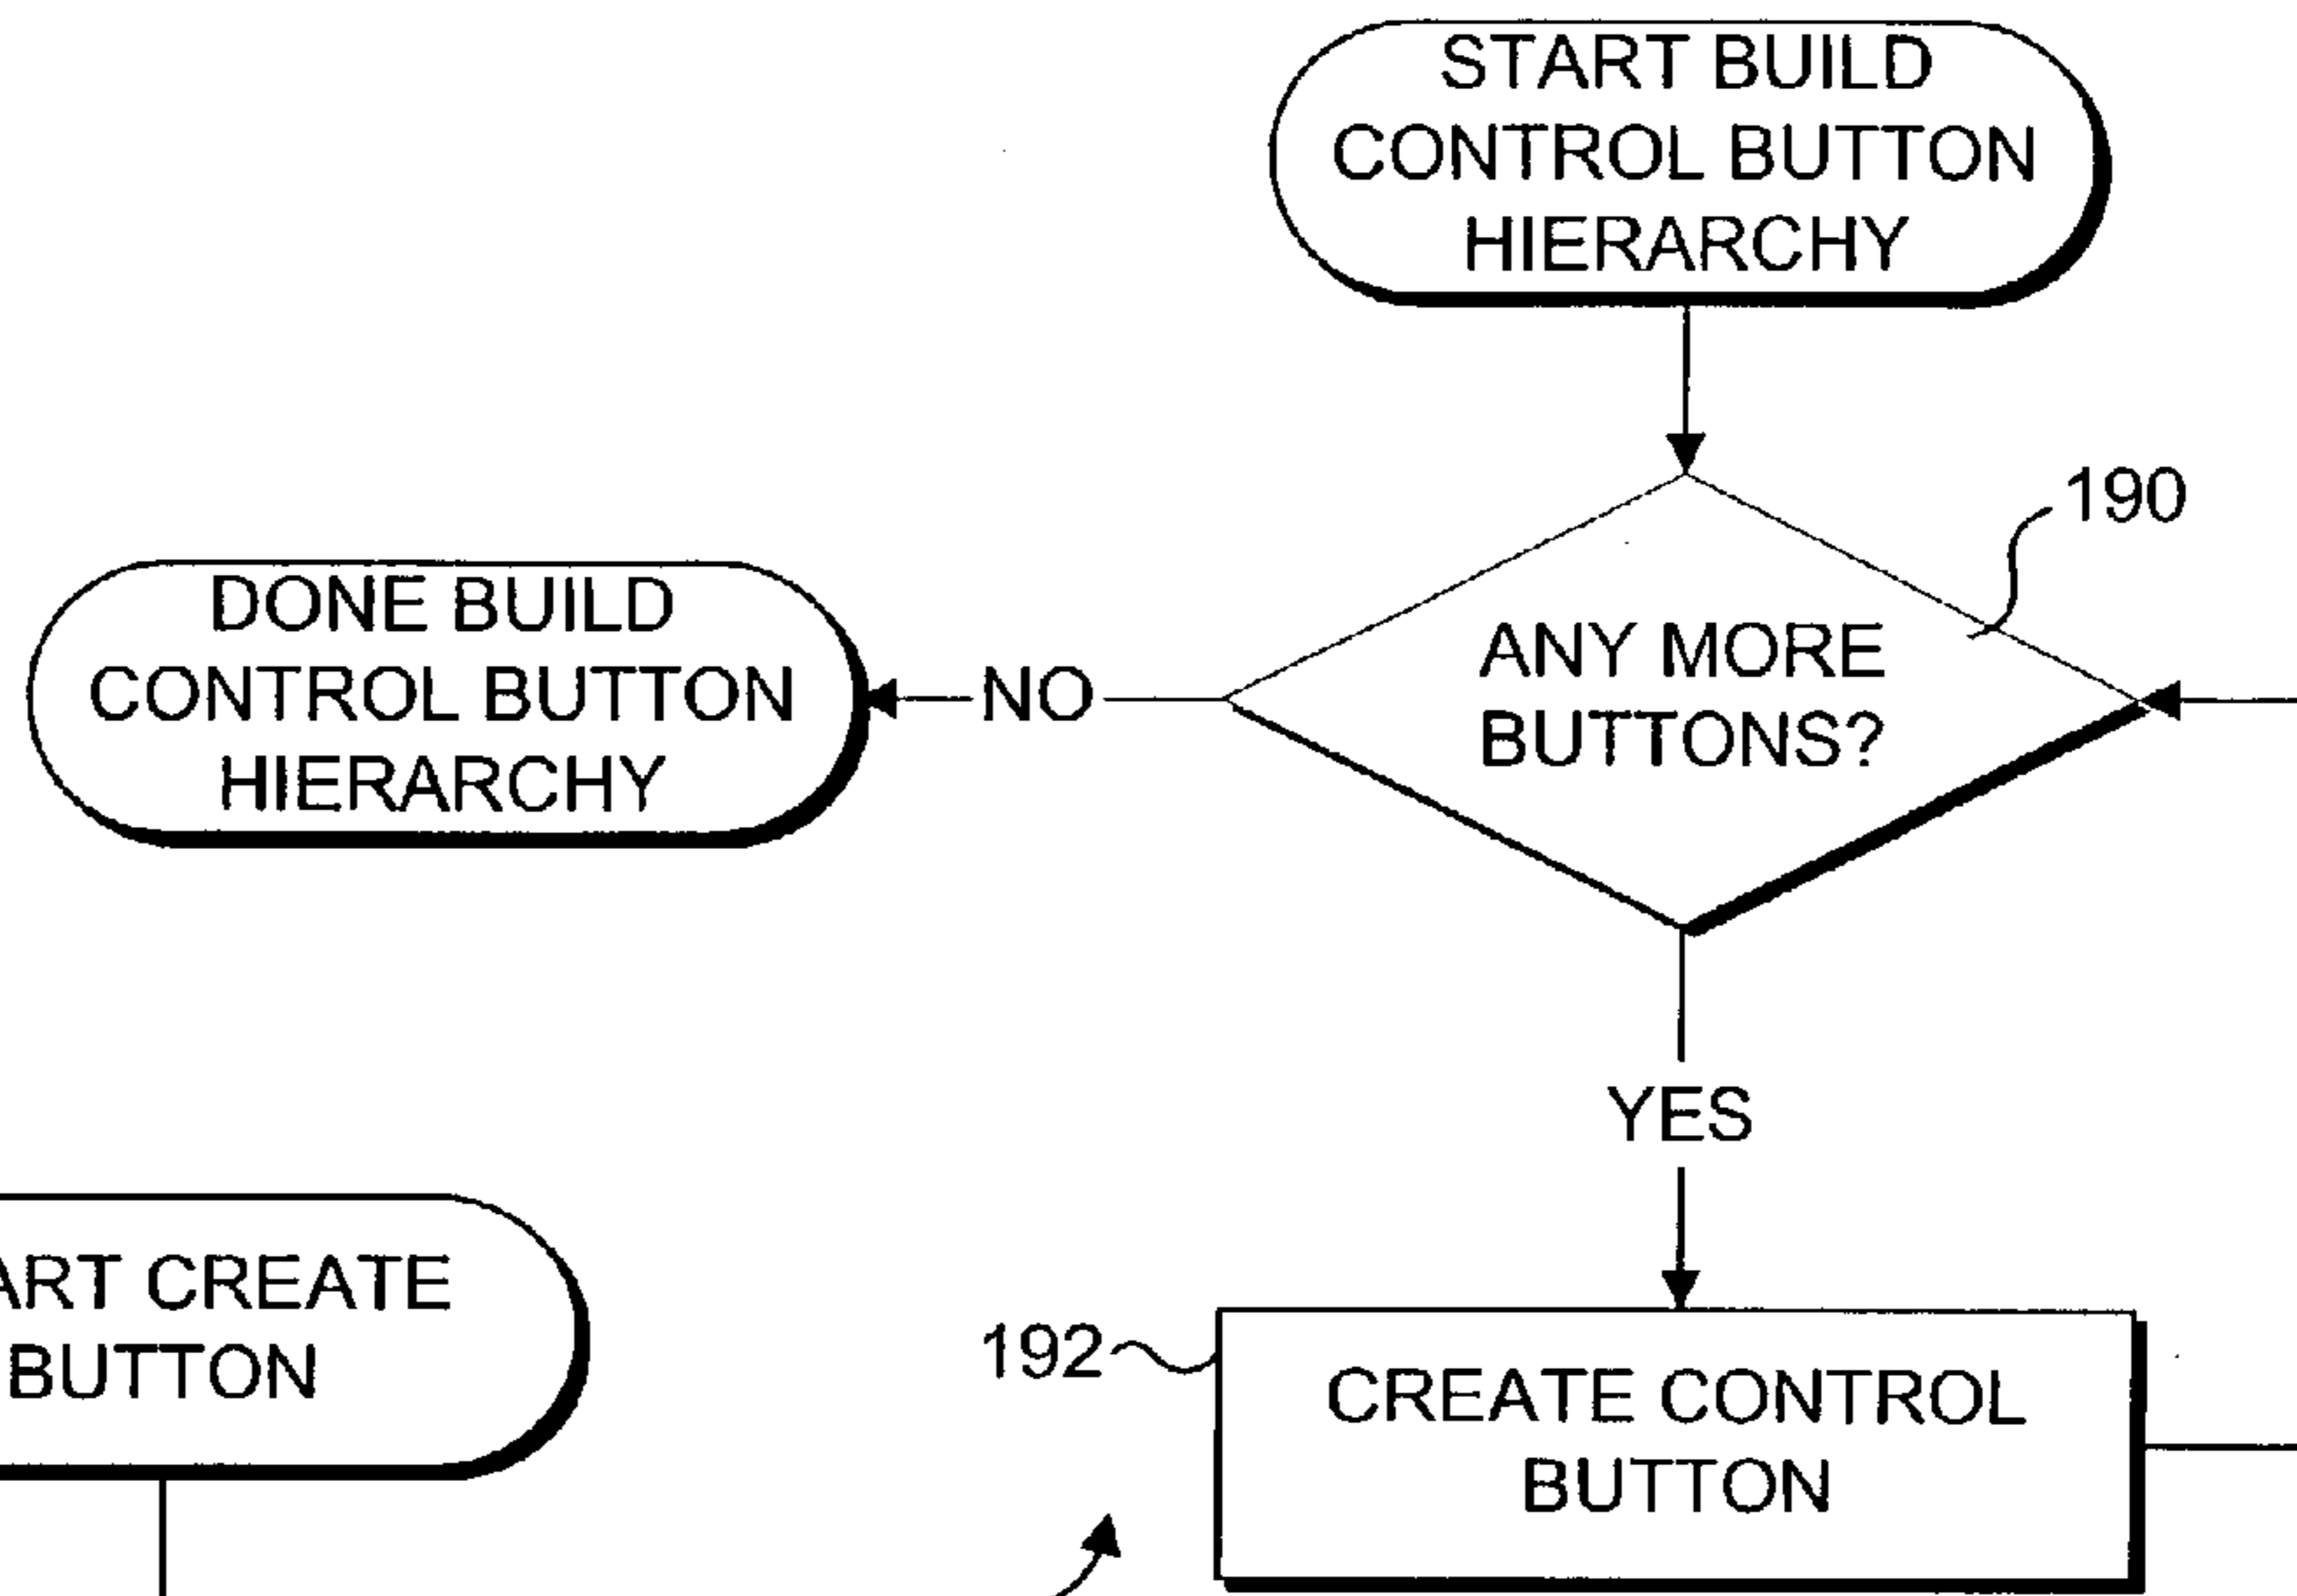 START BUILD
CONTROL BUTTON
HIERARCHY
190
ANY MORE
BUTTONS?
NO
DONE BUILD
CONTROL BUTTON
HIERARCHY
YES
192
CREATE CONTROL
BUTTON
CREATE
BUTTON